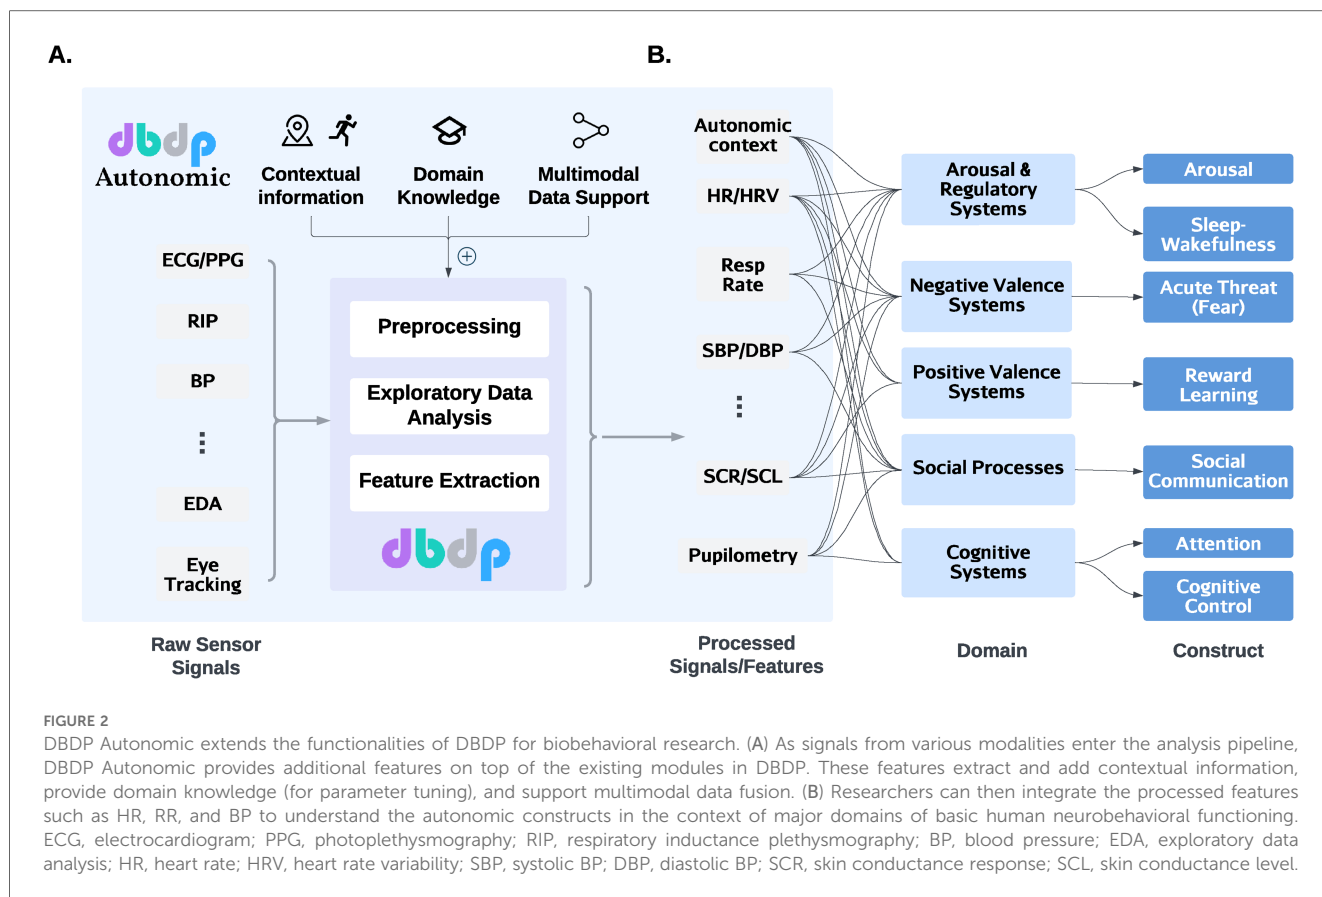 A.
B.
dbdp
Autonomic
Contextual
information
Domain
Knowledge
Multimodal
Data Support
ECG/PPG
RIP
BP
EDA
Eye
Tracking
Preprocessing
Exploratory Data
Analysis
Feature Extraction
dbdp
Autonomic
context
HR/HRV
Resp
Rate
SBP/DBP
SCR/SCL
Pupilometry
Arousal &
Regulatory
Systems
Negative Valence
Systems
Positive Valence
Systems
Social Processes
Cognitive
Systems
Arousal
Sleep-
Wakefulness
Acute Threat
(Fear)
Reward
Learning
Social
Communication
Attention
Cognitive
Control
Raw Sensor
Signals
Processed
Signals/Features
Domain
Construct
FIGURE 2
DBDP Autonomic extends the functionalities of DBDP for biobehavioral research. (A) As signals from various modalities enter the analysis pipeline,
DBDP Autonomic provides additional features on top of the existing modules in DBDP. These features extract and add contextual information,
provide domain knowledge (for parameter tuning), and support multimodal data fusion. (B) Researchers can then integrate the processed features
such as HR, RR, and BP to understand the autonomic constructs in the context of major domains of basic human neurobehavioral functioning.
ECG, electrocardiogram; PPG, photoplethysmography; RIP, respiratory inductance plethysmography; BP, blood pressure; EDA, exploratory data
analysis; HR, heart rate; HRV, heart rate variability; SBP, systolic BP; DBP, diastolic BP; SCR, skin conductance response; SCL, skin conductance level.